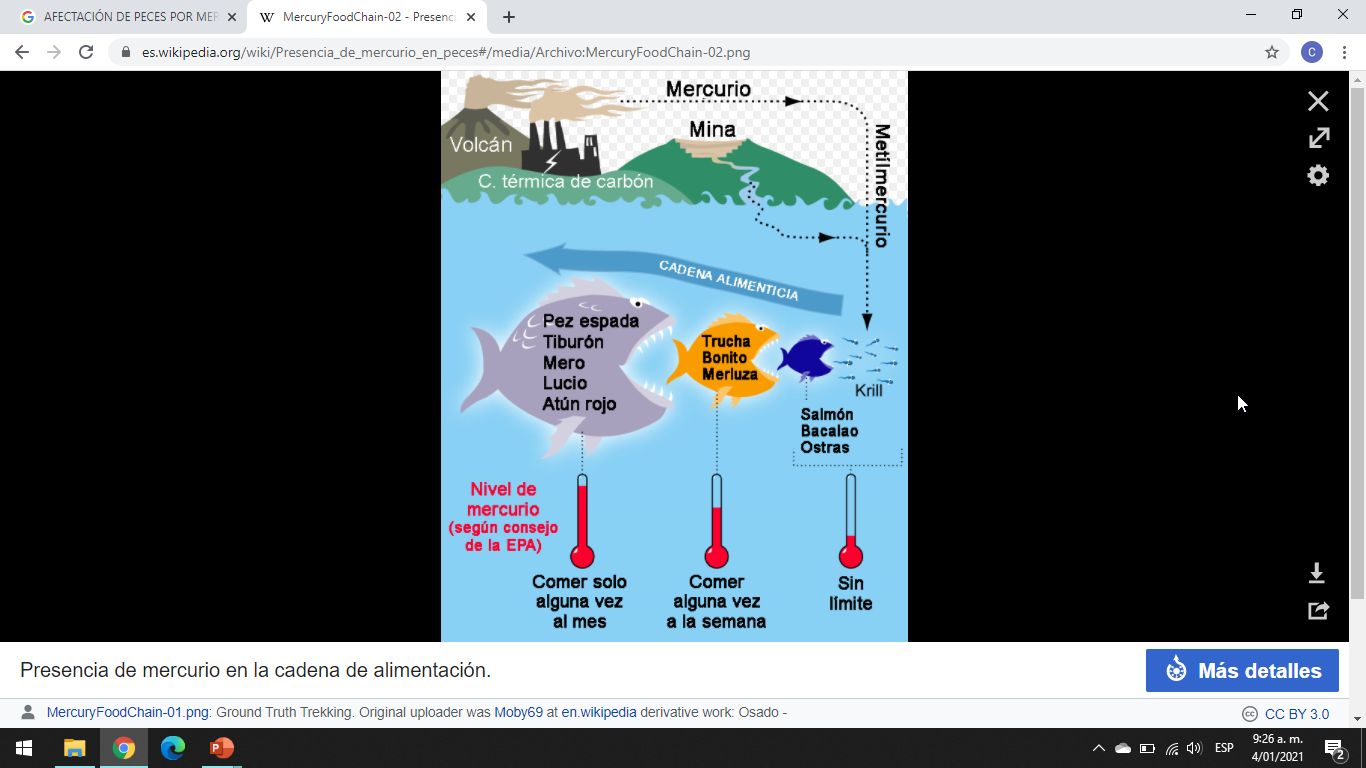 AFECTACIÓN DE PECES POR MER
MercuryFoodChain-02 - Presenci
es.wikipedia.org/wiki/Presencia_de_mercurio_en_peces#/media/Archivo:MercuryFoodChain-02.png
C
Mercurio
Mina
Volcán
C. térmica de carbón
Metilmercurio
CADENA ALIMENTICIA
Pez espada
Tiburón
Mero
Lucio
Atún rojo
Trucha
Bonito
Merluza
Krill
Salmón
Bacalao
Ostras
Nivel de
mercurio
(según consejo
de la EPA)
Comer solo
alguna vez
al mes
Comer
alguna vez
a la semana
Sin
límite
Presencia de mercurio en la cadena de alimentación.
Más detalles
MercuryFoodChain-01.png: Ground Truth Trekking. Original uploader was Moby69 at en.wikipedia derivative work: Osado -
CC BY 3.0
ESP
9:26 a. m.
4/01/2021
2